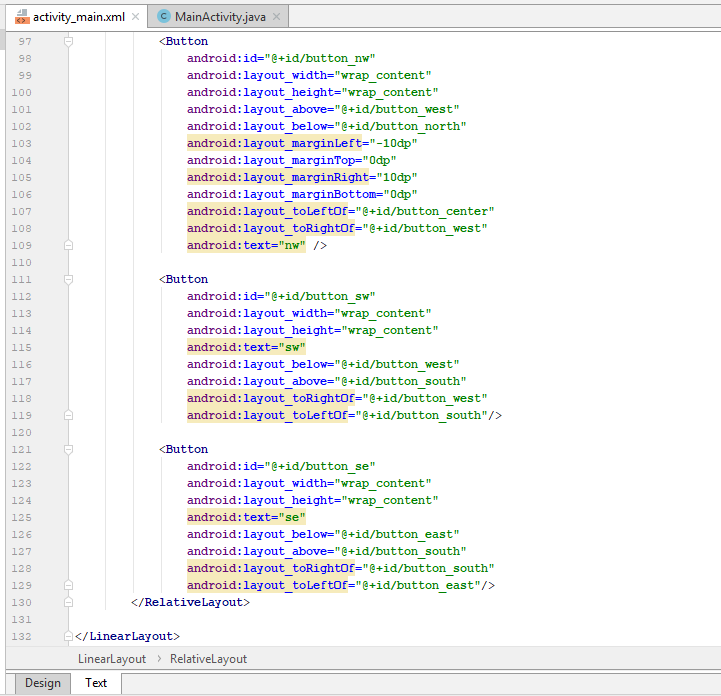 activity_main.xml × C MainActivity.java ×
97 <Button
98 android:id="@+id/button_nw"
99 android:layout_width="wrap_content"
100 android:layout_height="wrap_content"
101 android:layout_above="@+id/button_west"
102 android:layout_below="@+id/button_north"
103 android:layout_marginLeft="-10dp"
104 android:layout_marginTop="0dp"
105 android:layout_marginRight="10dp"
106 android:layout_marginBottom="0dp"
107 android:layout_toLeftOf="@+id/button_center"
108 android:layout_toRightOf="@+id/button_west"
109 android:text="nw" />
110
111 <Button
112 android:id="@+id/button_sw"
113 android:layout_width="wrap_content"
114 android:layout_height="wrap_content"
115 android:text="sw"
116 android:layout_below="@+id/button_west"
117 android:layout_above="@+id/button_south"
118 android:layout_toRightOf="@+id/button_west"
119 android:layout_toLeftOf="@+id/button_south"/>
120
121 <Button
122 android:id="@+id/button_se"
123 android:layout_width="wrap_content"
124 android:layout_height="wrap_content"
125 android:text="se"
126 android:layout_below="@+id/button_east"
127 android:layout_above="@+id/button_south"
128 android:layout_toRightOf="@+id/button_south"
129 android:layout_toLeftOf="@+id/button_east"/>
130 </RelativeLayout>
131
132 </LinearLayout>
LinearLayout › RelativeLayout
Design Text